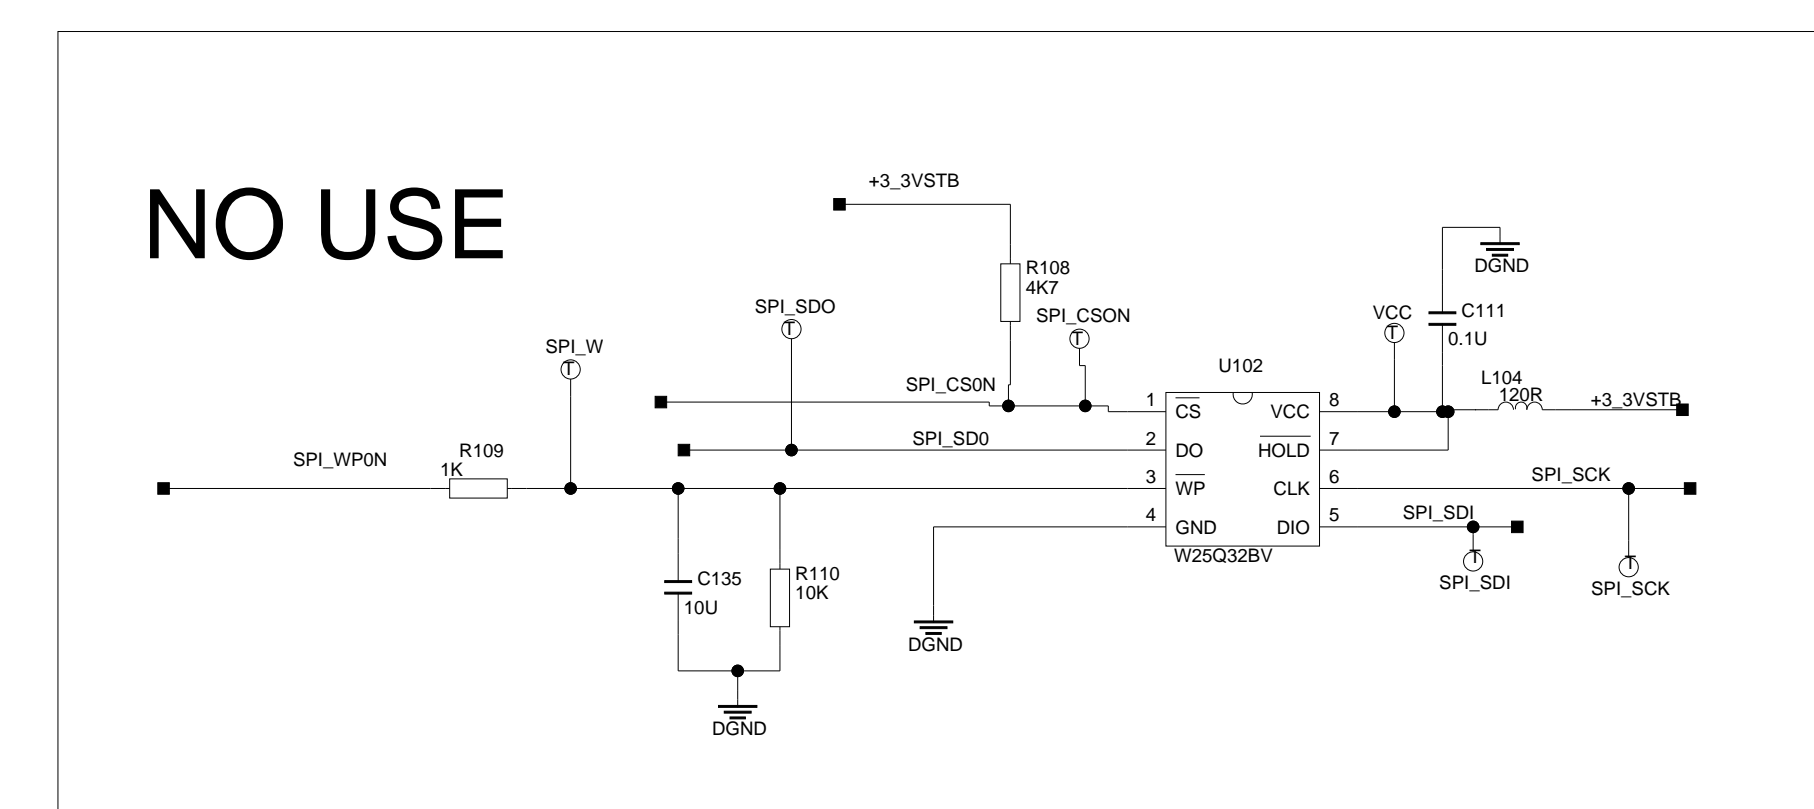 NO USE
+3_3VSTB
R108
4K7
SPI_CSON
T
SPI_SDO
T
SPI_W
T
SPI_CS0N
SPI_SD0
SPI_WP0N
R109
1K
C135
10U
R110
10K
DGND
DGND
U102
1
CS
2
DO
3
WP
4
GND
VCC
8
HOLD
7
CLK
6
DIO
5
W25Q32BV
VCC
T
DGND
C111
0.1U
L104
120R
+3_3VSTB
SPI_SCK
SPI_SDI
T
SPI_SDI
T
SPI_SCK